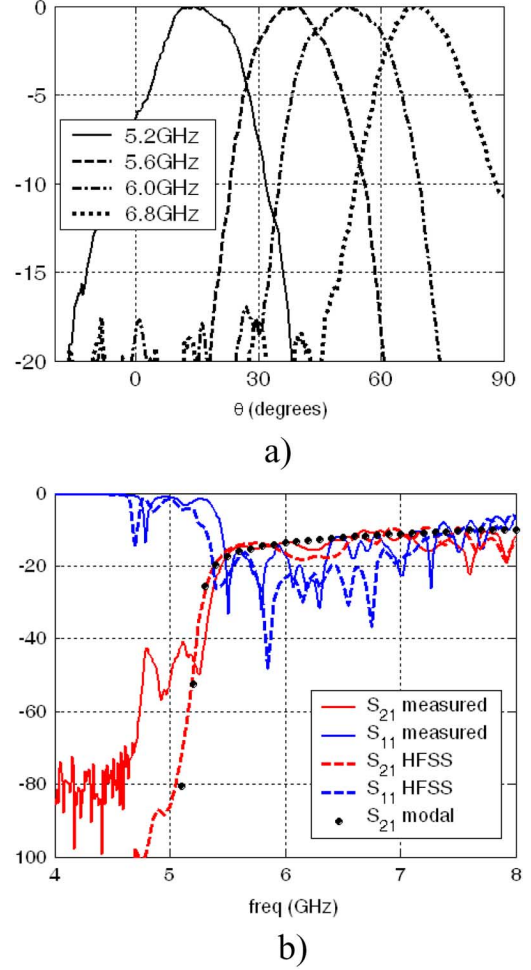 0
-5
-10
-15
-20
5.2GHz
5.6GHz
6.0GHz
6.8GHz
0 30 60 90
θ (degrees)
a)
0
-20
-40
-60
-80
100
S21 measured
S11 measured
S21 HFSS
S11 HFSS
S21 modal
4 5 6 7 8
freq (GHz)
b)